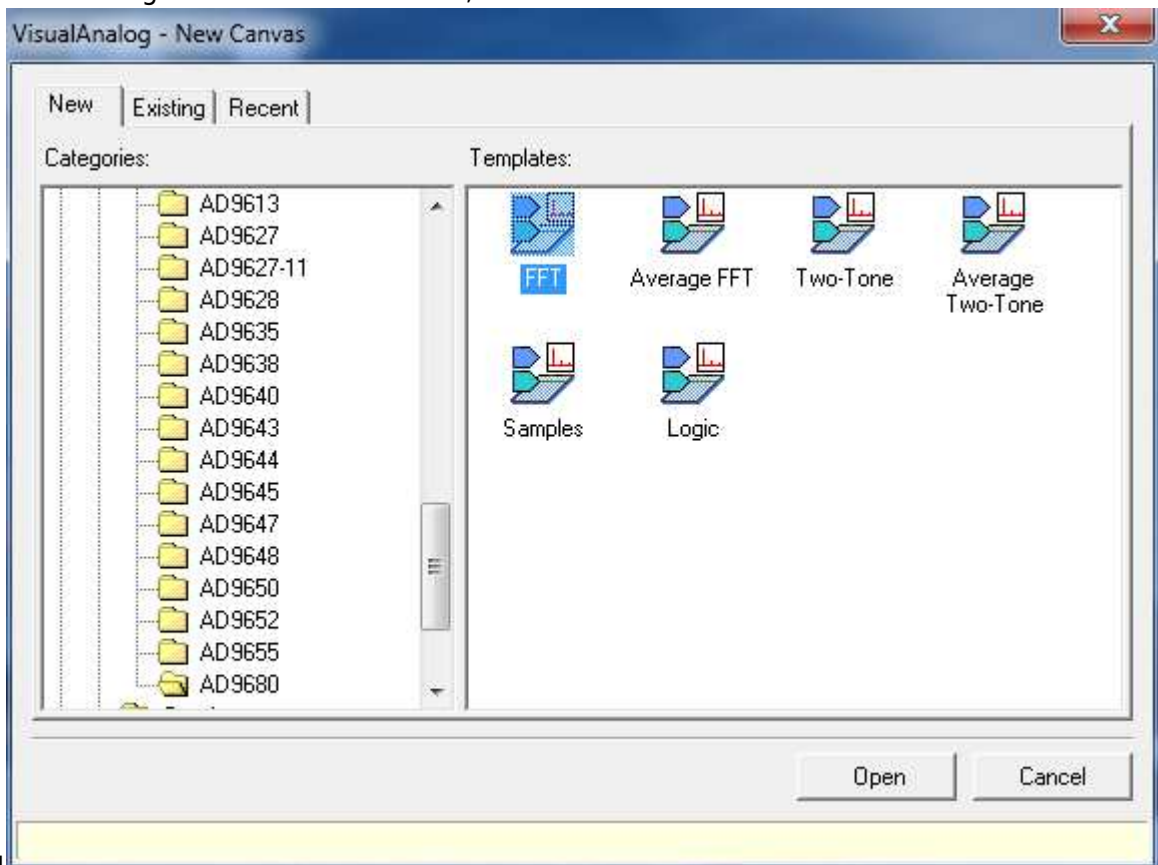 VisualAnalog - New Canvas
New
Existing
Recent
Categories:
Templates:
AD9613
AD9627
AD9627-11
AD9628
AD9635
AD9638
AD9640
AD9643
AD9644
AD9645
AD9647
AD9648
AD9650
AD9652
AD9655
AD9680
FFT
Average FFT
Two-Tone
Average
Two-Tone
Samples
Logic
Open
Cancel